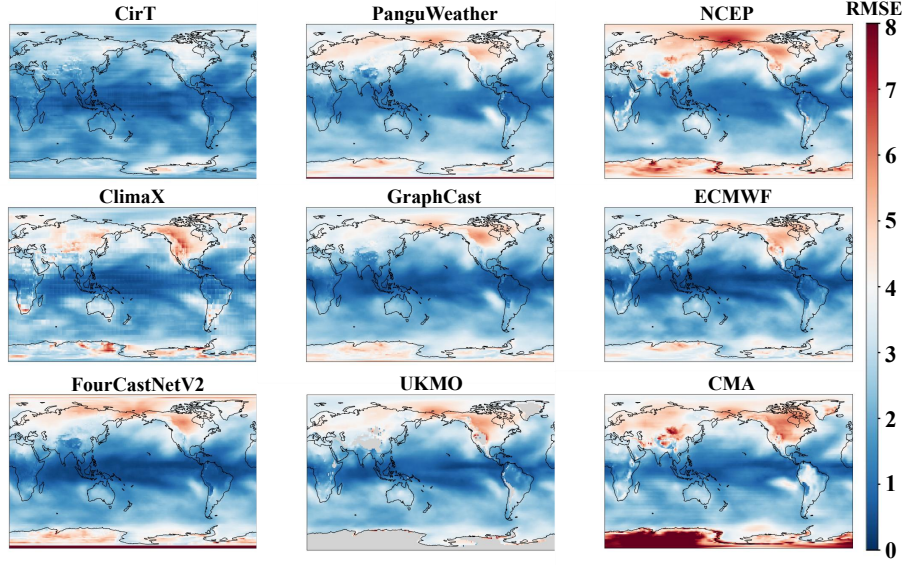 CirT
PanguWeather
NCEP
RMSE
8
7
6
5
4
3
2
1
0
ClimaX
GraphCast
ECMWF
FourCastNetV2
UKMO
CMA